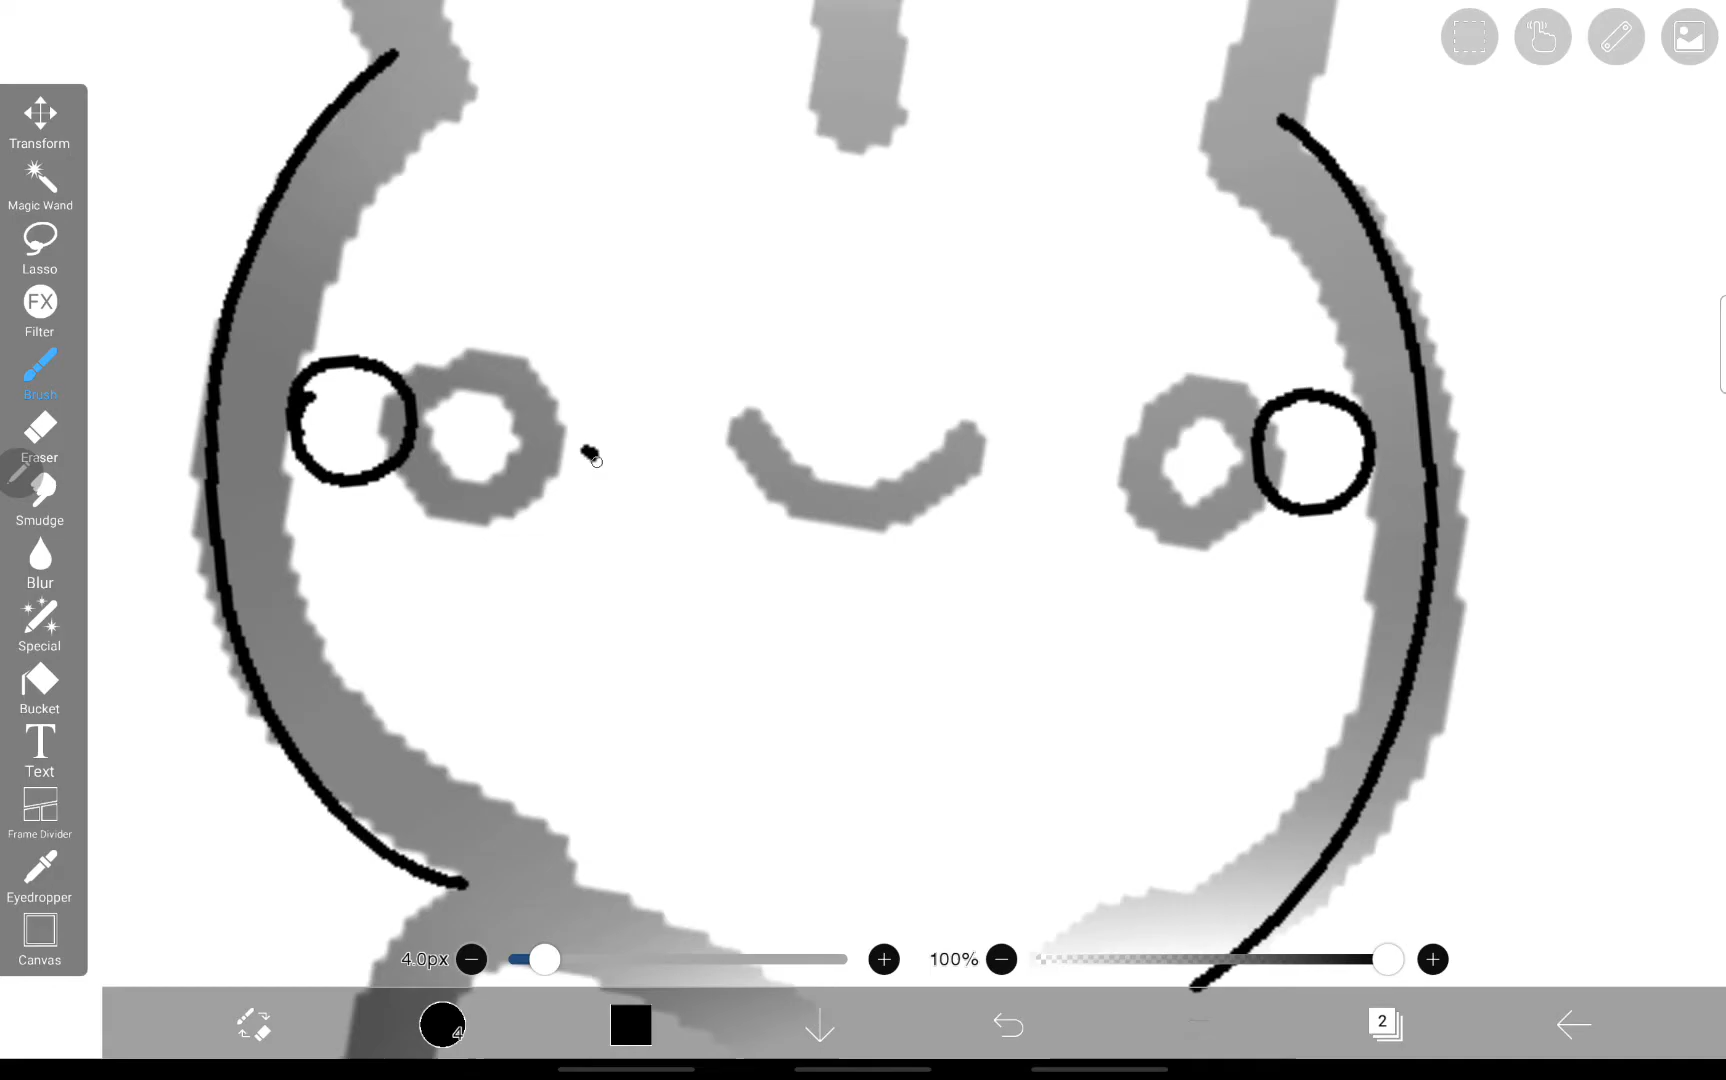 Transform
Magic Wand
Lasso
FX
Filter
Brush
Eraser
Smudge
Blur
Special
Bucket
T
Text
Frame Divider
Eyedropper
Canvas
4.0px
100%
4
2